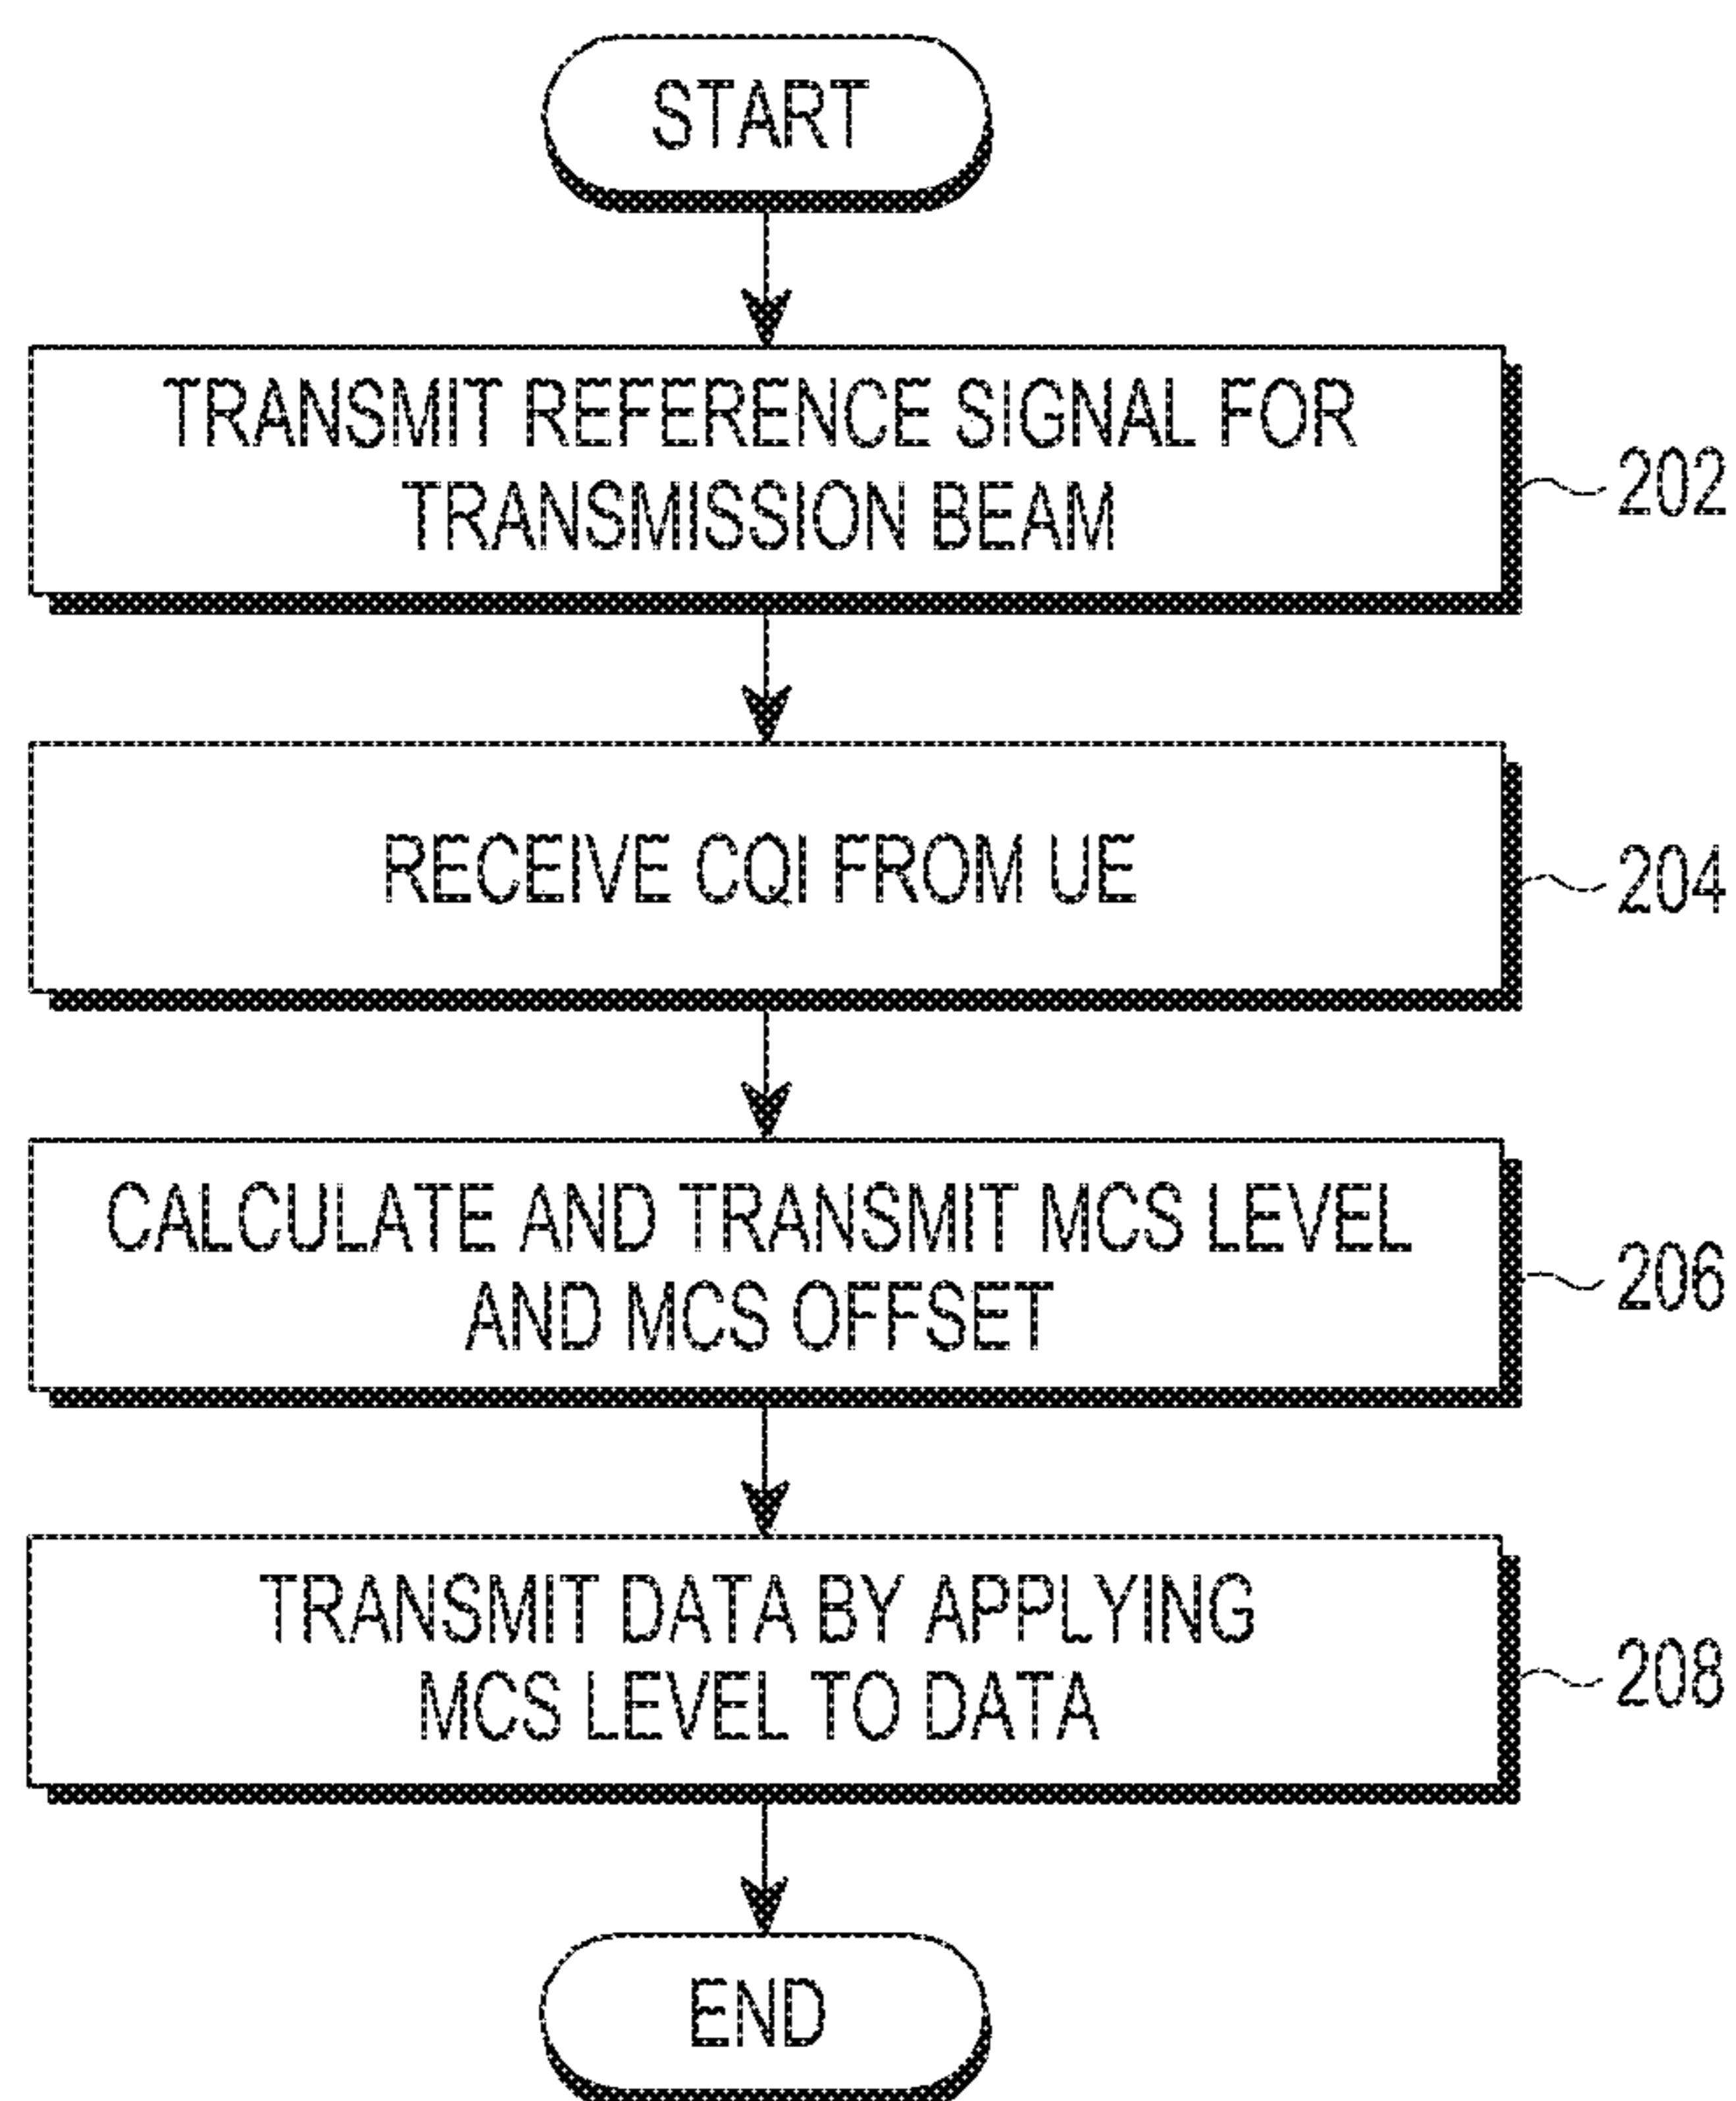 START
TRANSMIT REFERENCE SIGNAL FOR
TRANSMISSION BEAM
202
RECEIVE CQI FROM UE
204
CALCULATE AND TRANSMIT MCS LEVEL
AND MCS OFFSET
206
TRANSMIT DATA BY APPLYING
MCS LEVEL TO DATA
208
END